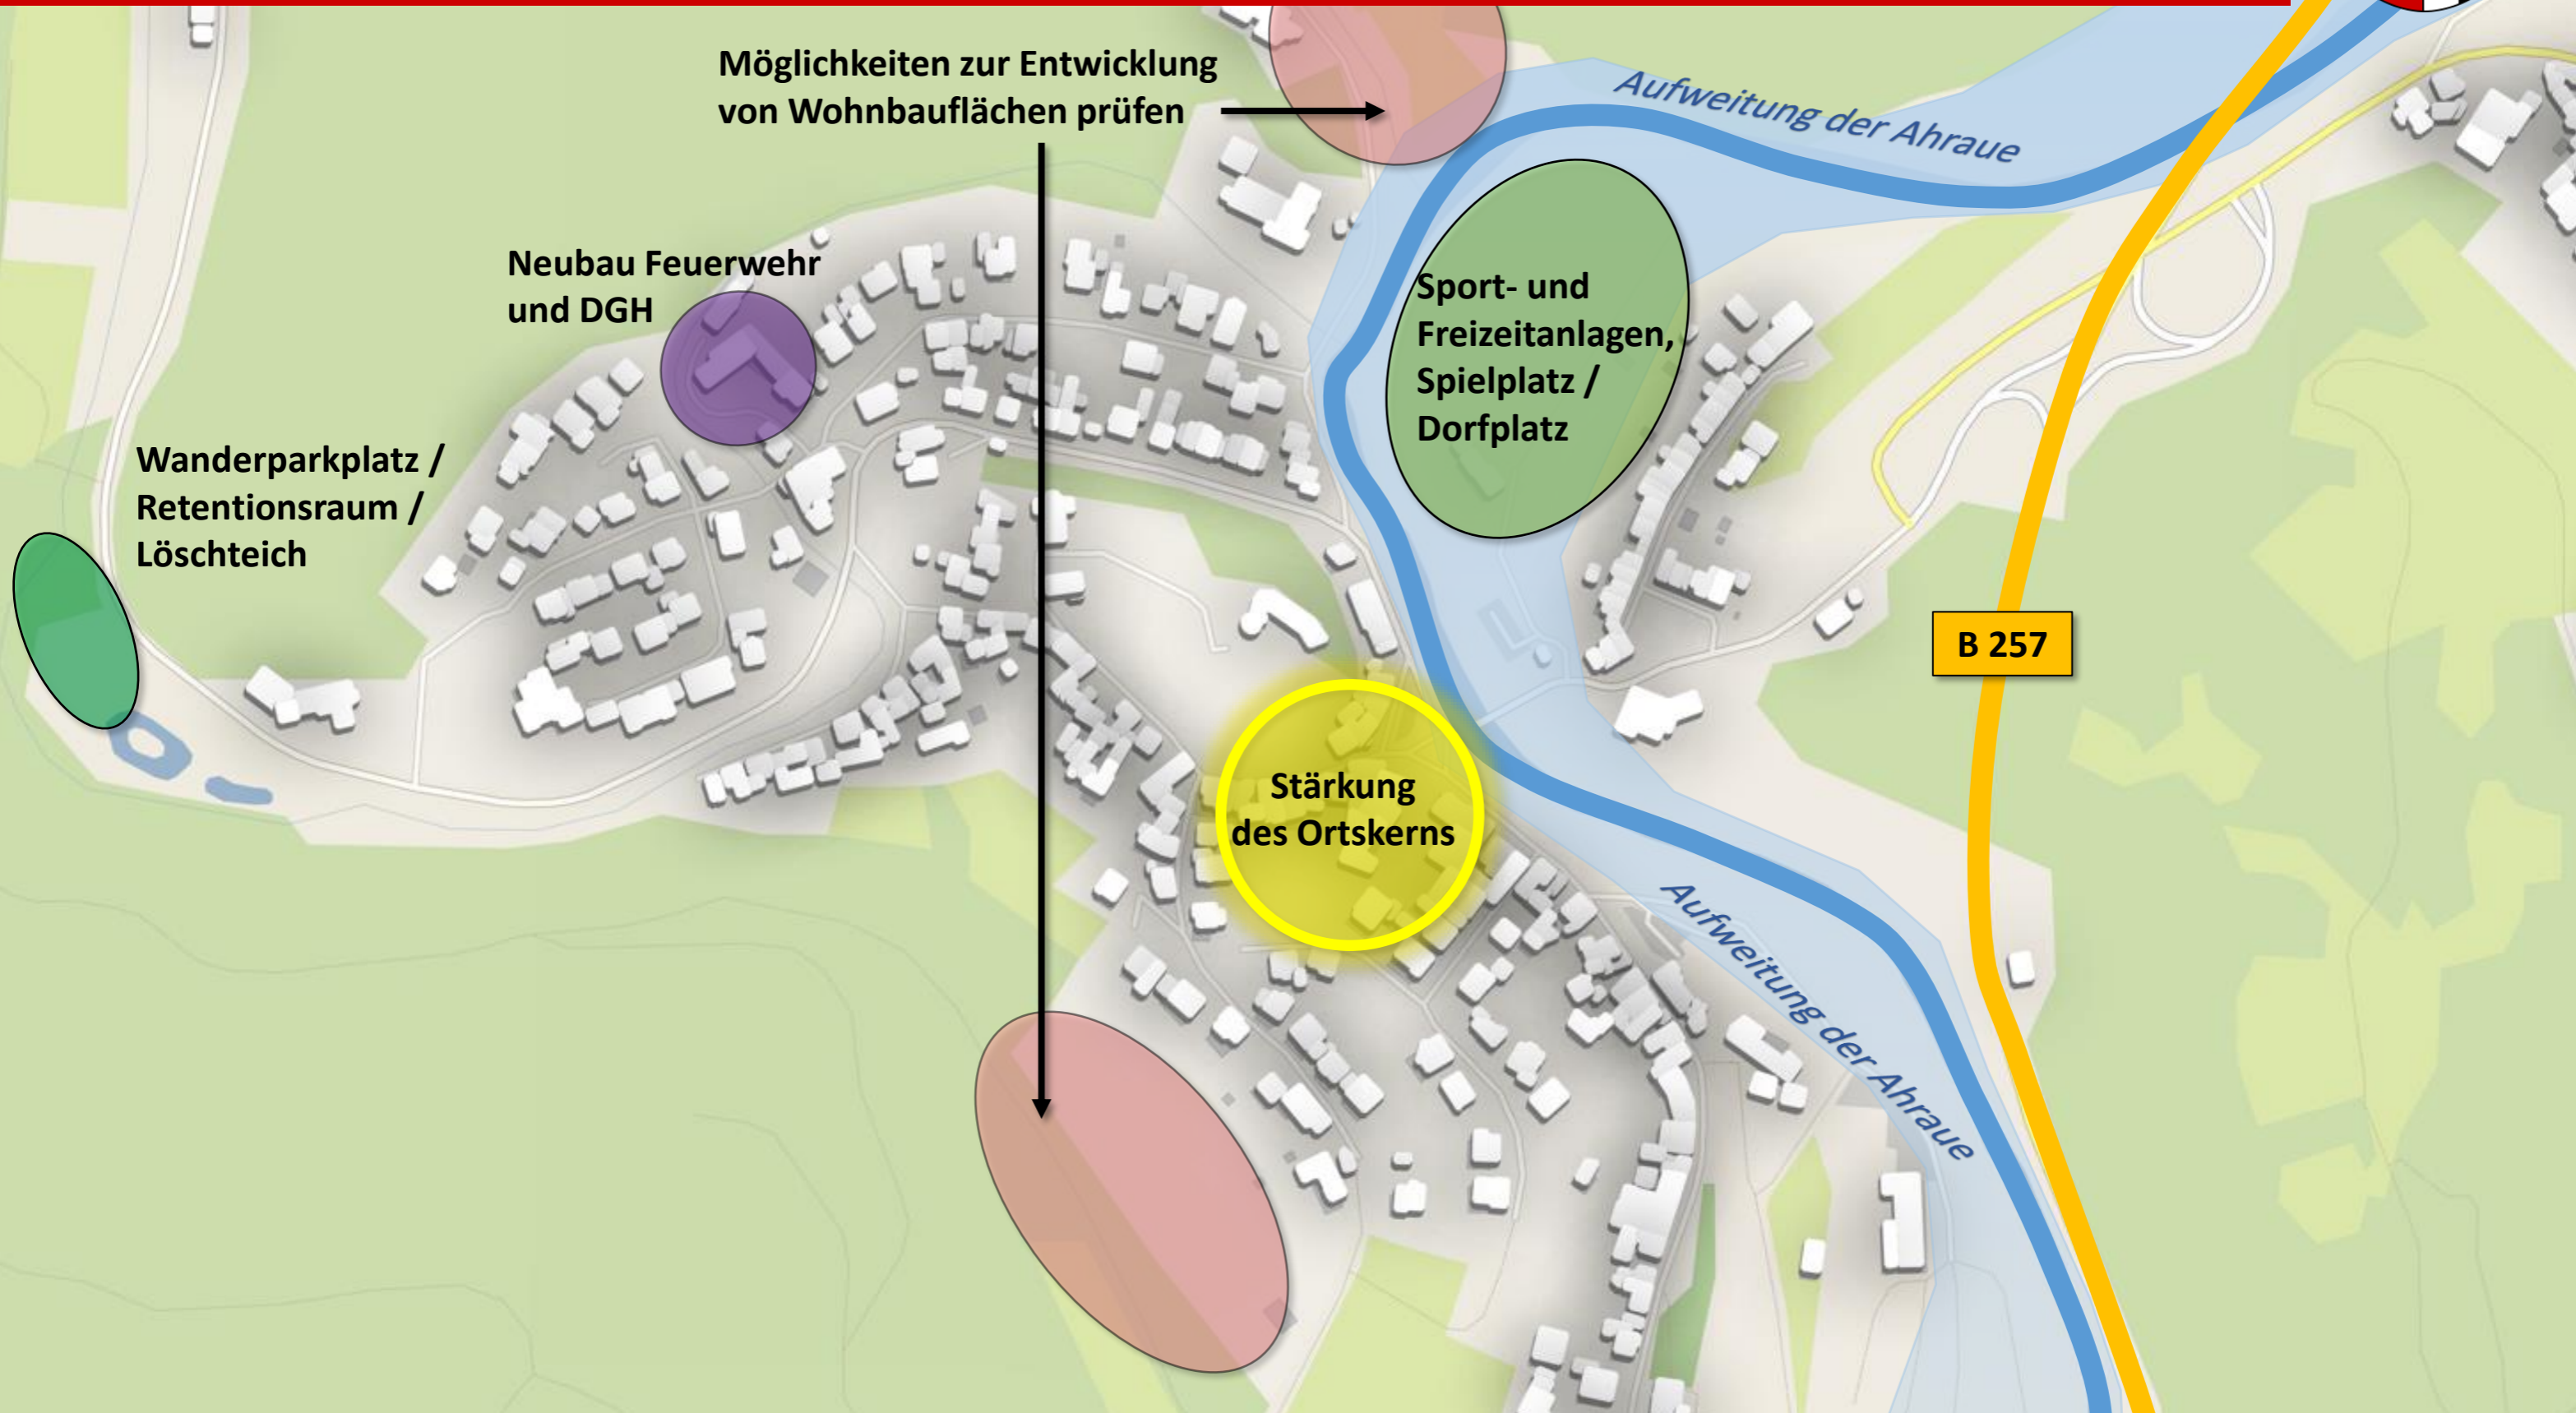 Möglichkeiten zur Entwicklung
von Wohnbauflächen prüfen
Aufweitung der Ahraue
Neubau Feuerwehr
und DGH
Sport- und
Freizeitanlagen,
Spielplatz /
Dorfplatz
Wanderparkplatz /
Retentionsraum /
Löschteich
B 257
Stärkung
des Ortskerns
Aufweitung der Ahraue